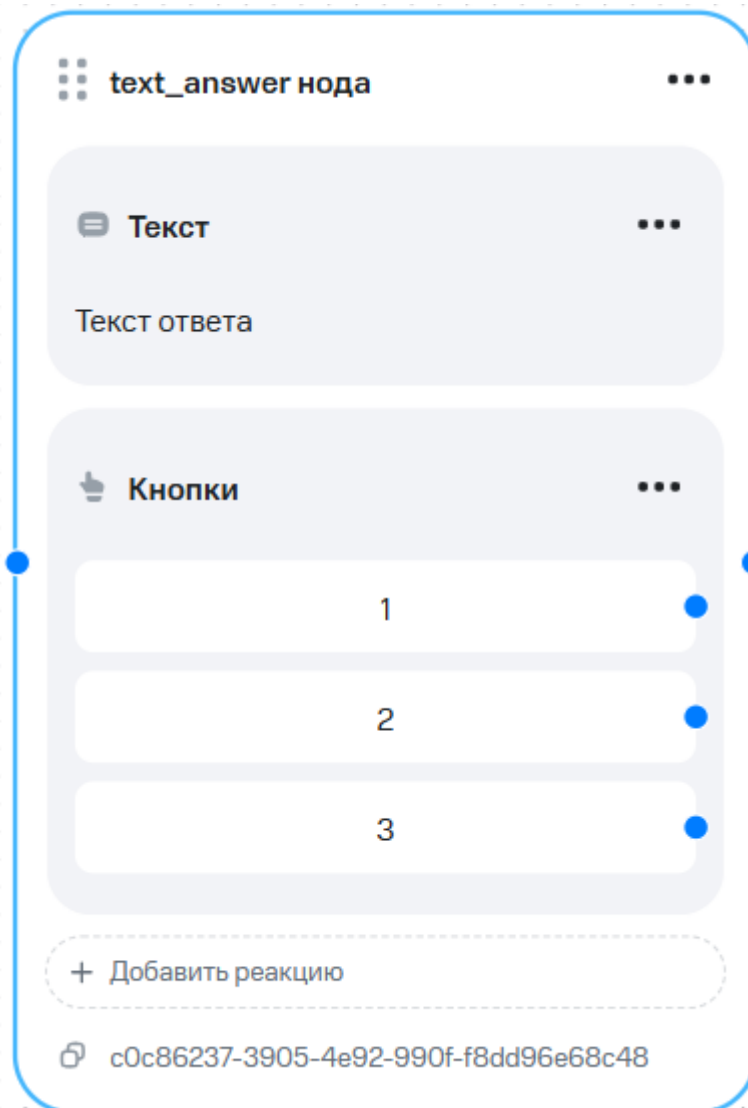 text_answer нода
Текст
Текст ответа
Кнопки
1
2
3
+ Добавить реакцию
c0c86237-3905-4e92-990f-f8dd96e68c48